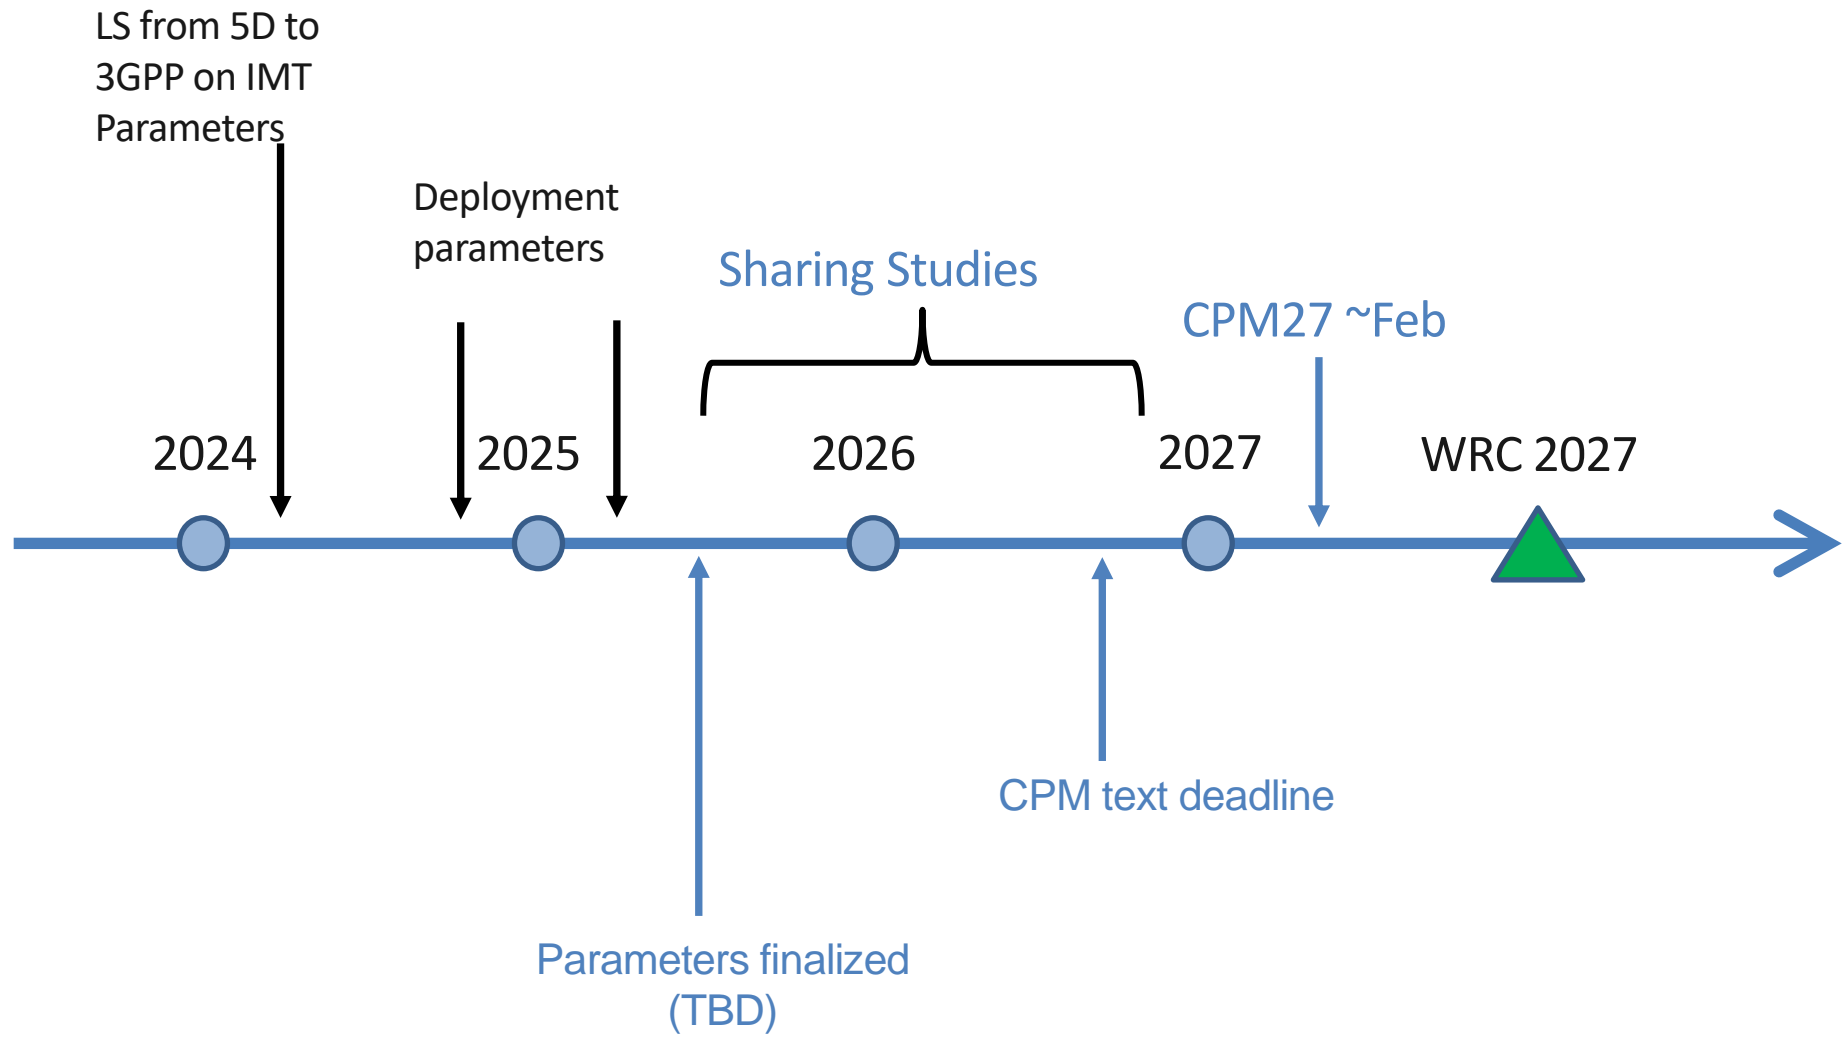 LS from 5D to
3GPP on IMT
Parameters
Deployment
parameters
Sharing Studies
CPM27 ~Feb
2024
2025
2026
2027
WRC 2027
CPM text deadline
Parameters finalized
(TBD)